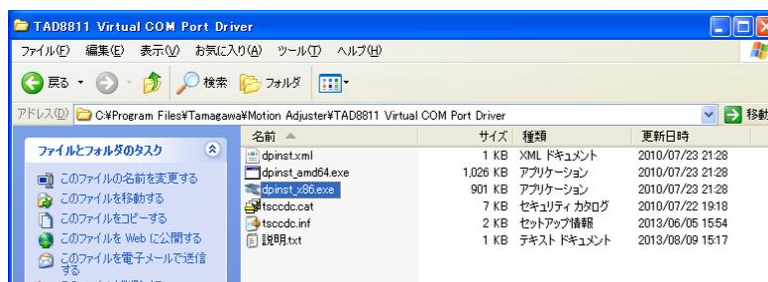 TAD8811 Virtual COM Port Driver
ファイル(F) 編集(E) 表示(V) お気に入り(A) ツール(T) ヘルプ(H)
戻る 検索 フォルダ
アドレス(D) C:¥Program Files¥Tamagawa¥Motion Adjuster¥TAD8811 Virtual COM Port Driver 移動
ファイルとフォルダのタスク
このファイルの名前を変更する
このファイルを移動する
このファイルをコピーする
このファイルを Web に公開する
このファイルを電子メールで送信
する
名前 サイズ 種類 更新日時
dpinst.xml 1 KB XML ドキュメント 2010/07/23 21:28
dpinst_amd64.exe 1,026 KB アプリケーション 2010/07/23 21:28
dpinst_x86.exe 901 KB アプリケーション 2010/07/23 21:28
tsccdc.cat 7 KB セキュリティ カタログ 2010/07/22 19:18
tsccdc.inf 2 KB セットアップ情報 2013/06/05 15:54
説明.txt 1 KB テキスト ドキュメント 2013/08/09 15:17